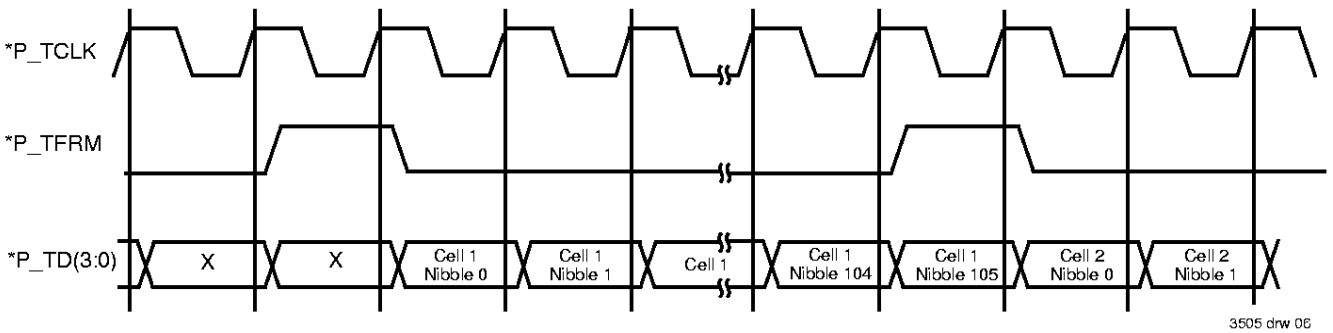 *P_TCLK
*P_TFRM
*P_TD(3:0)
X
X
Cell 1
Nibble 0
Cell 1
Nibble 1
Cell 1
Cell 1
Nibble 104
Cell 1
Nibble 105
Cell 2
Nibble 0
Cell 2
Nibble 1
3505 drw 06